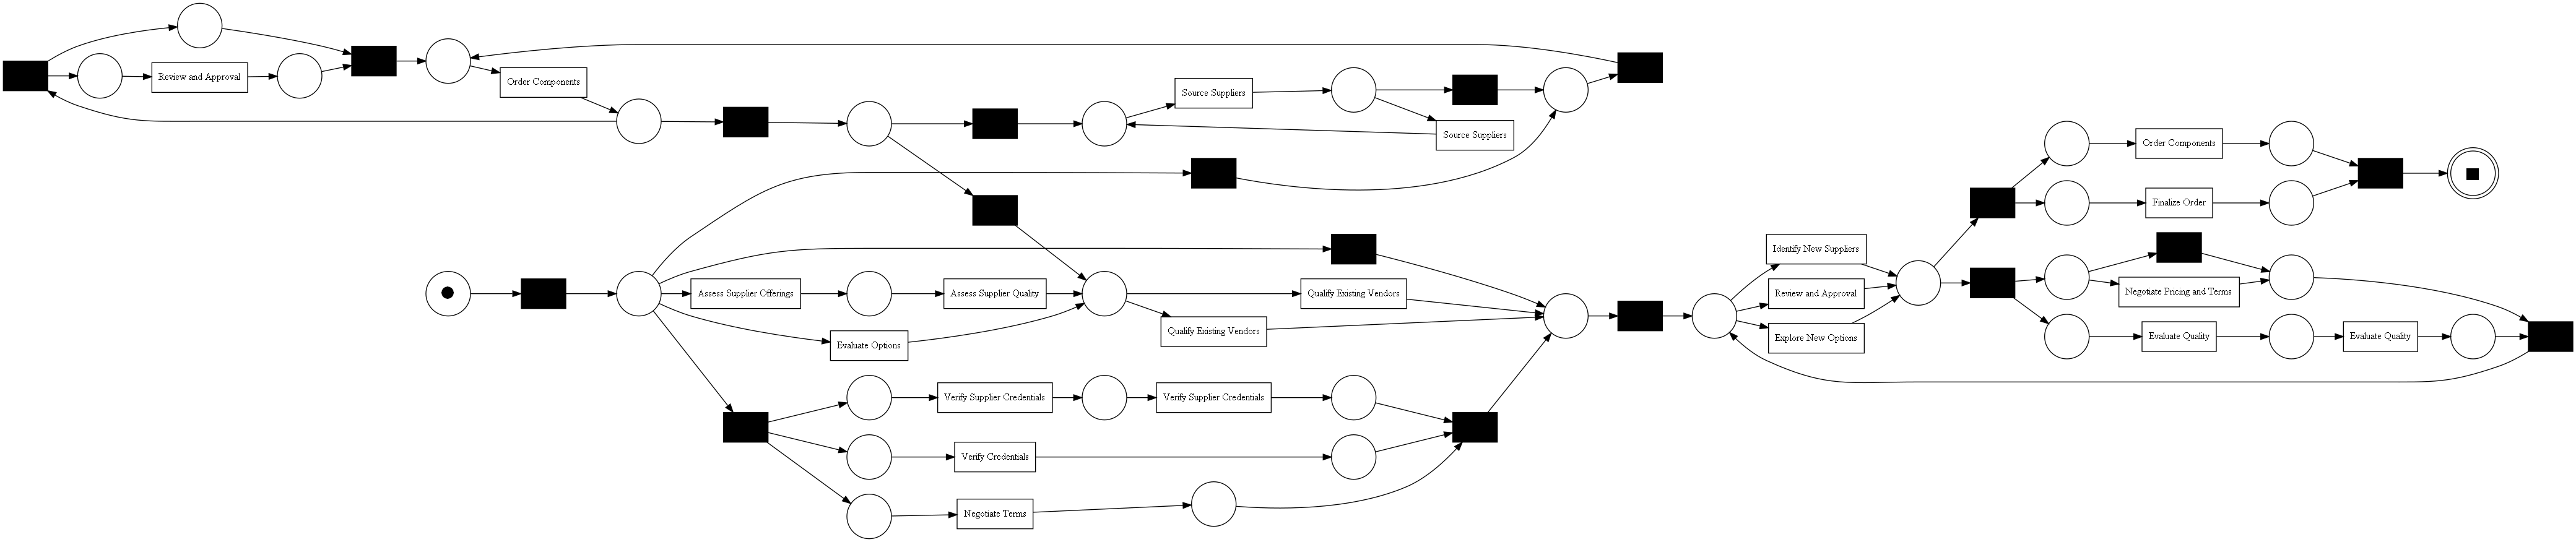 Review and Approval
Order Components
Source Suppliers
Source Suppliers
Order Components
Finalize Order
Identify New Suppliers
Review and Approval
Explore New Options
Negotiate Pricing and Terms
Evaluate Quality
Evaluate Quality
Assess Supplier Offerings
Assess Supplier Quality
Qualify Existing Vendors
Qualify Existing Vendors
Evaluate Options
Verify Supplier Credentials
Verify Supplier Credentials
Verify Credentials
Negotiate Terms